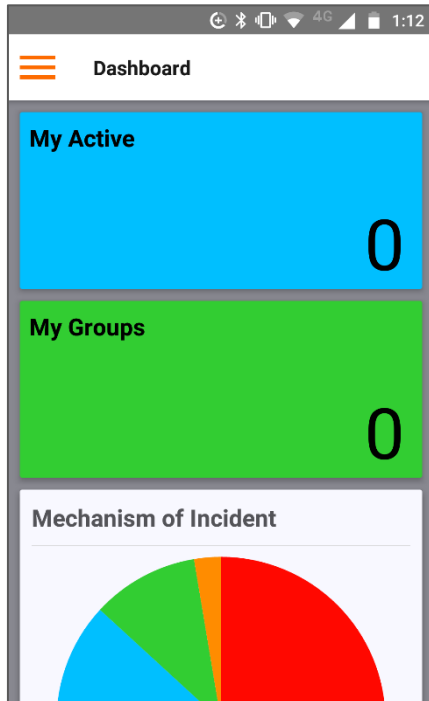 4G 1:12
Dashboard
My Active
0
My Groups
0
Mechanism of Incident